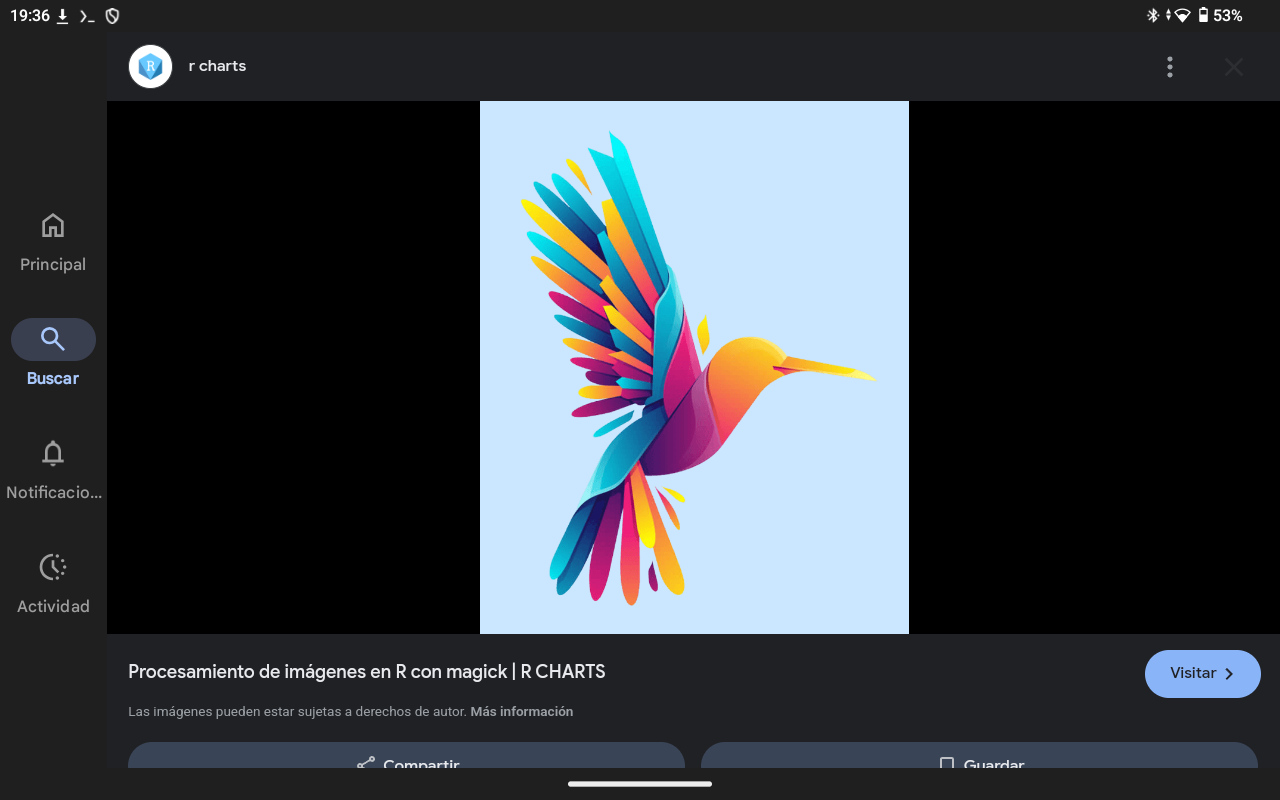 19:36
53%
R
r charts
Principal
Buscar
Notificacio...
Actividad
Procesamiento de imágenes en R con magick | R CHARTS
Visitar
Las imágenes pueden estar sujetas a derechos de autor. Más información
Compartir
Guardar